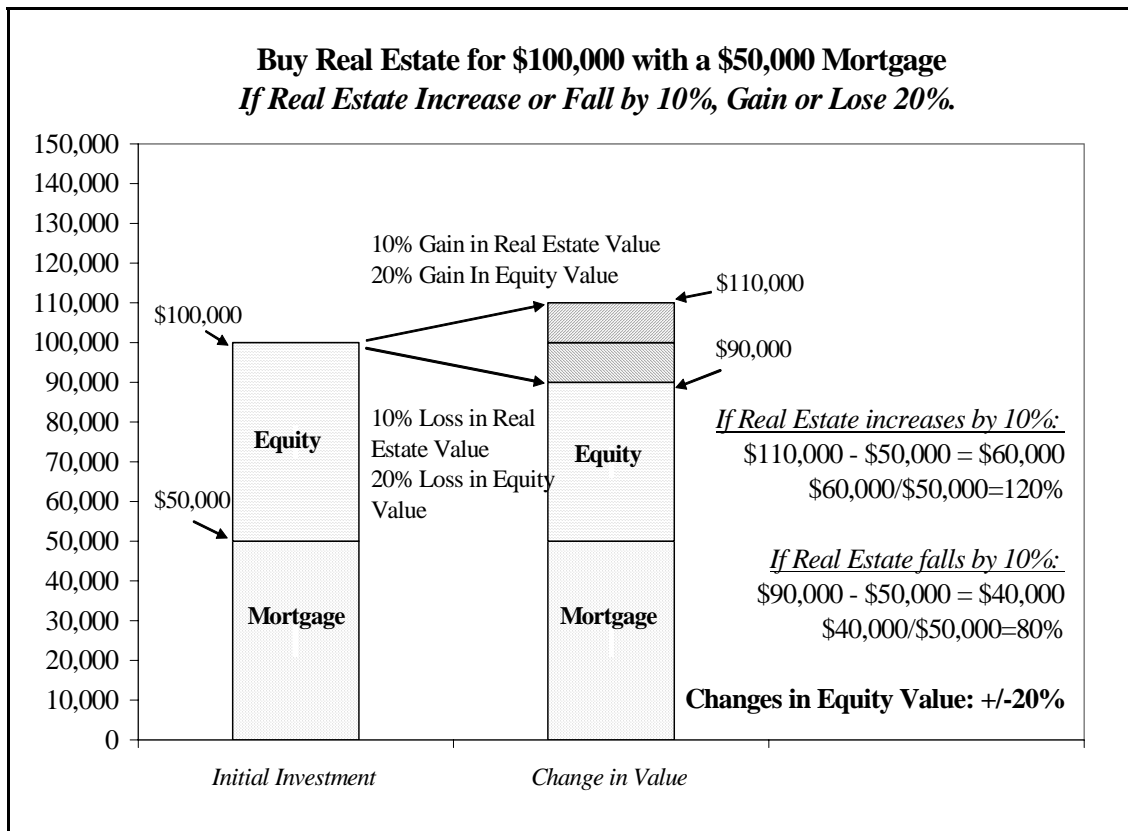 Buy Real Estate for $100,000 with a $50,000 Mortgage
If Real Estate Increase or Fall by 10%, Gain or Lose 20%.
150,000
140,000
130,000
120,000
110,000
100,000
90,000
80,000
70,000
60,000
50,000
40,000
30,000
20,000
10,000
0
$100,000
$50,000
Equity
Mortgage
10% Gain in Real Estate Value
20% Gain In Equity Value
10% Loss in Real
Estate Value
20% Loss in Equity
Value
$110,000
$90,000
Equity
Mortgage
If Real Estate increases by 10%:
$110,000 - $50,000 = $60,000
$60,000/$50,000=120%
If Real Estate falls by 10%:
$90,000 - $50,000 = $40,000
$40,000/$50,000=80%
Changes in Equity Value: +/-20%
Initial Investment
Change in Value